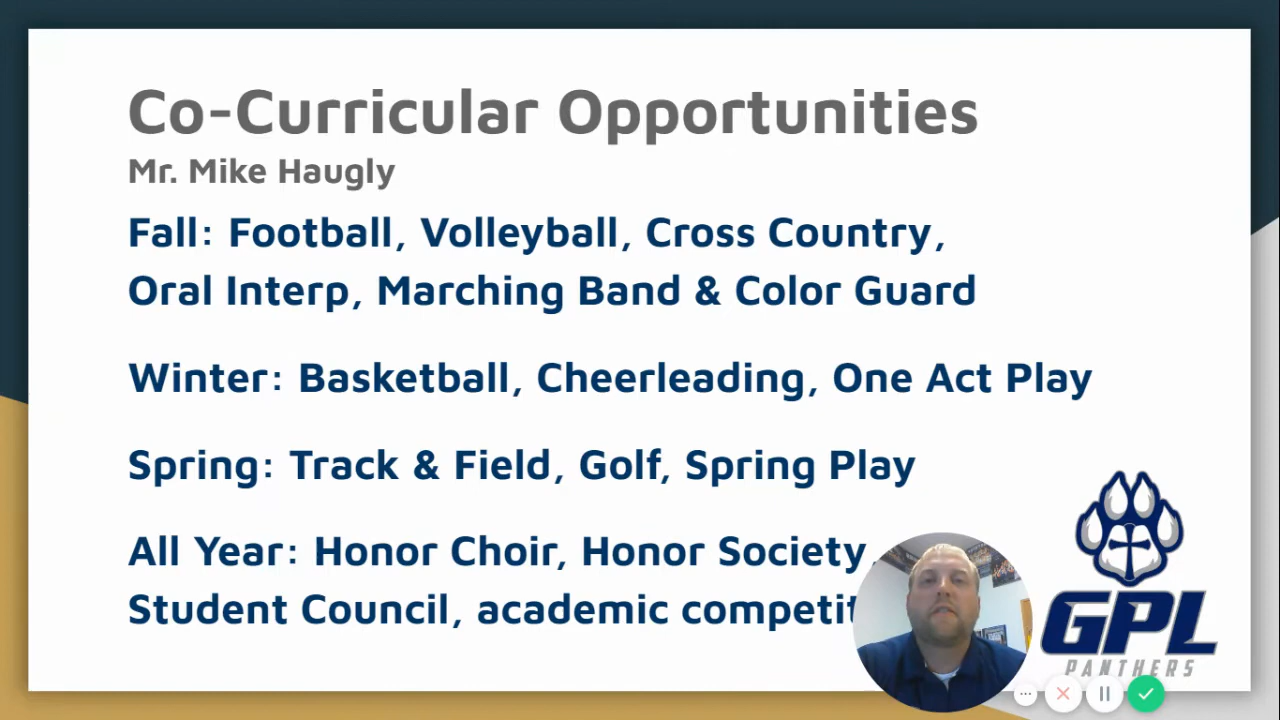 Co-Curricular Opportunities
Mr. Mike Haugly
Fall: Football, Volleyball, Cross Country,
Oral Interp, Marching Band & Color Guard
Winter: Basketball, Cheerleading, One Act Play
Spring: Track & Field, Golf, Spring Play
All Year: Honor Choir, Honor Society,
Student Council, academic
GPL
PANTHERS